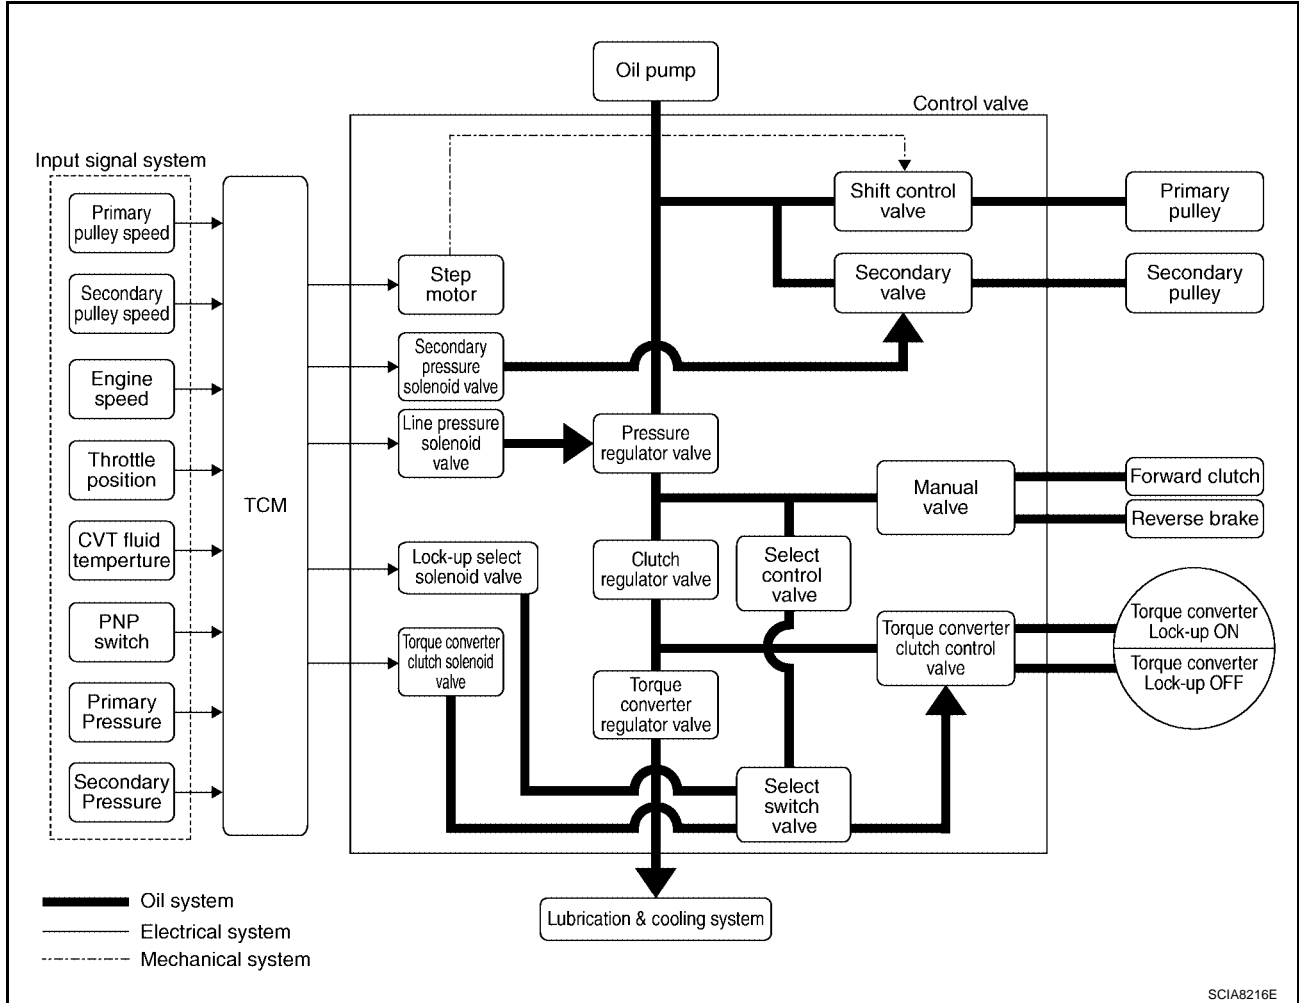 Oil pump
Control valve
Input signal system
Primary
pulley speed
Secondary
pulley speed
Engine
speed
Throttle
position
CVT fluid
temperture
PNP
switch
Primary
Pressure
Secondary
Pressure
TCM
Step
motor
Secondary
pressure
solenoid valve
Line pressure
solenoid
valve
Lock-up select
solenoid valve
Torque converter
clutch solenoid
valve
Pressure
regulator valve
Clutch
regulator valve
Torque
converter
regulator valve
Shift control
valve
Secondary
valve
Manual
valve
Select
control
valve
Torque converter
clutch control
valve
Select
switch
valve
Primary
pulley
Secondary
pulley
Forward clutch
Reverse brake
Torque converter
Lock-up ON
Torque converter
Lock-up OFF
Lubrication & cooling system
Oil system
Electrical system
Mechanical system
SCIA8216E